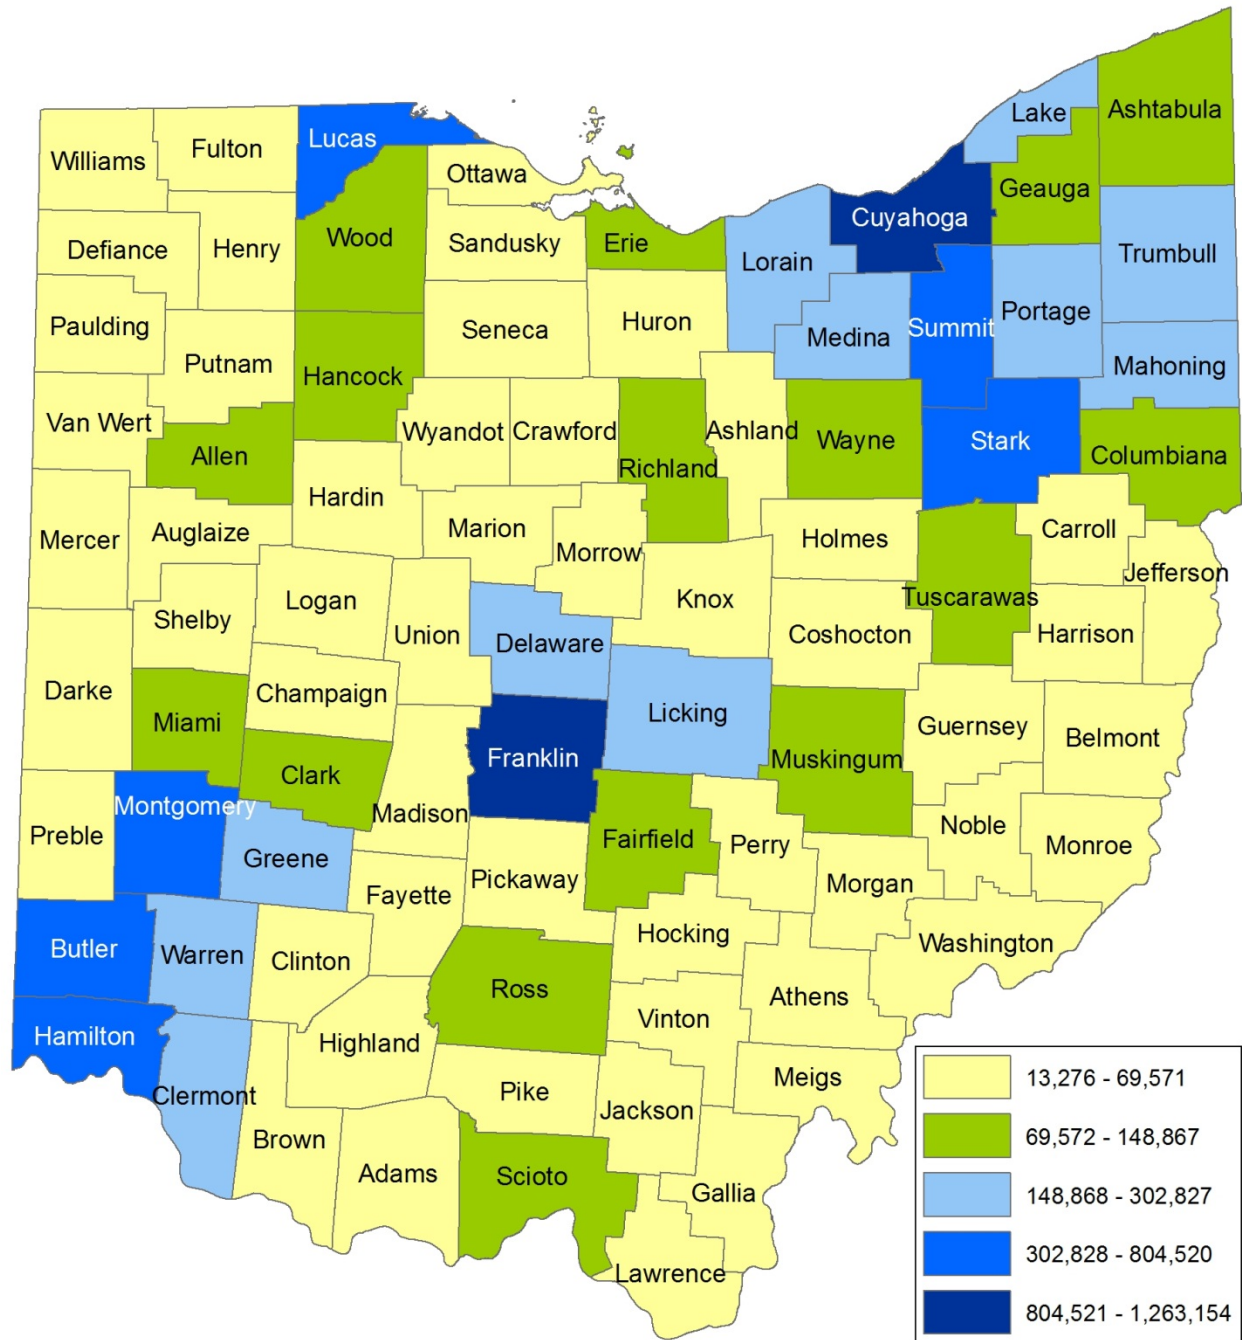 Lake
Ashtabula
Lucas
Fulton
Williams
Ottawa
Geauga
Cuyahoga
Wood
Sandusky
Erie
Henry
Defiance
Lorain
Trumbull
Portage
Paulding
Seneca
Huron
Summit
Medina
Putnam
Mahoning
Hancock
Van Wert
Wyandot
Crawford
Ashland
Wayne
Stark
Allen
Richland
Columbiana
Hardin
Marion
Carroll
Auglaize
Mercer
Holmes
Morrow
Jefferson
Logan
Knox
Tuscarawas
Shelby
Union
Delaware
Coshocton
Harrison
Darke
Champaign
Licking
Miami
Guernsey
Belmont
Franklin
Muskingum
Clark
Montgomery
Madison
Noble
Preble
Fairfield
Perry
Monroe
Greene
Pickaway
Morgan
Fayette
Hocking
Washington
Butler
Warren
Clinton
Ross
Athens
Vinton
Hamilton
Highland
Meigs
Pike
Clermont
Jackson
Brown
Adams
Scioto
Gallia
Lawrence
13,276 - 69,571
69,572 - 148,867
148,868 - 302,827
302,828 - 804,520
804,521 - 1,263,154